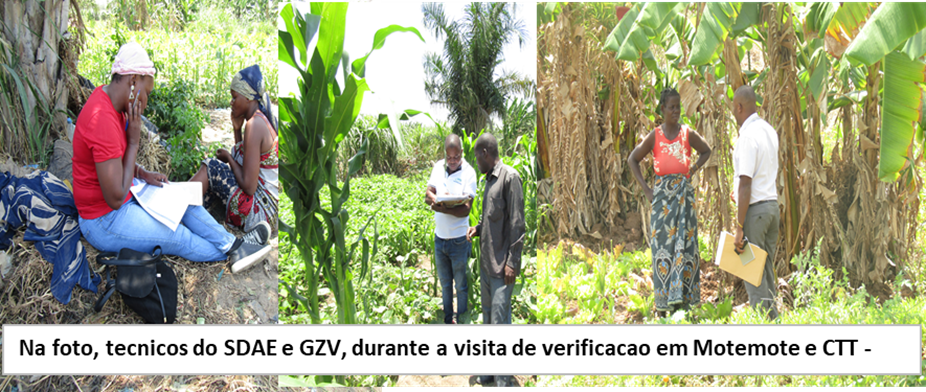 Na foto, tecnicos do SDAE e GZV, durante a visita de verificacao em Motemote e CTT -